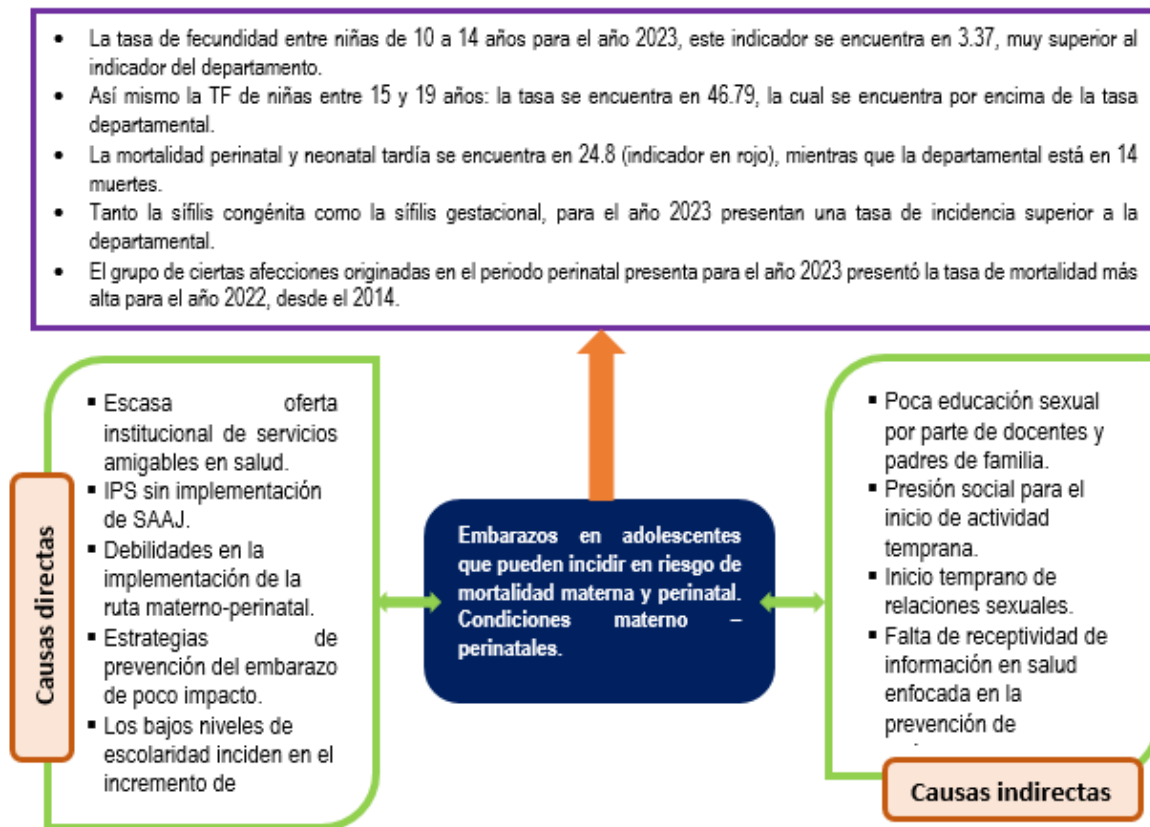 • La tasa de fecundidad entre niñas de 10 a 14 años para el año 2023, este indicador se encuentra en 3.37, muy superior al
indicador del departamento.
• Así mismo la TF de niñas entre 15 y 19 años: la tasa se encuentra en 46.79, la cual se encuentra por encima de la tasa
departamental.
• La mortalidad perinatal y neonatal tardía se encuentra en 24.8 (indicador en rojo), mientras que la departamental está en 14
muertes.
• Tanto la sífilis congénita como la sífilis gestacional, para el año 2023 presentan una tasa de incidencia superior a la
departamental.
• El grupo de ciertas afecciones originadas en el periodo perinatal presenta para el año 2023 presentó la tasa de mortalidad más
alta para el año 2022, desde el 2014.
Causas directas
▪ Escasa oferta
institucional de servicios
amigables en salud.
▪ IPS sin implementación
de SAAJ.
▪ Debilidades en la
implementación de la
ruta materno-perinatal.
▪ Estrategias de
prevención del embarazo
de poco impacto.
▪ Los bajos niveles de
escolaridad inciden en el
incremento de
Embarazos en adolescentes
que pueden incidir en riesgo de
mortalidad materna y perinatal.
Condiciones materno –
perinatales.
▪ Poca educación sexual
por parte de docentes y
padres de familia.
▪ Presión social para el
inicio de actividad
temprana.
▪ Inicio temprano de
relaciones sexuales.
▪ Falta de receptividad de
información en salud
enfocada en la
prevención de
Causas indirectas